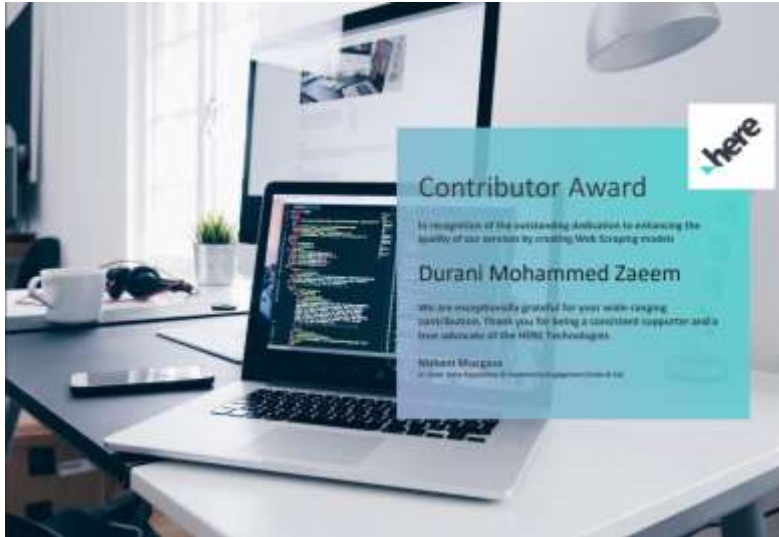 here
Contributor Award
In recognition of the outstanding dedication to enhancing the
quality of our services by creating Web Scraping models
Durani Mohammed Zaeem
We are exceptionally grateful for your wide-ranging
contribution. Thank you for being a consistent supporter and a
true advocate of the HERE Technologies